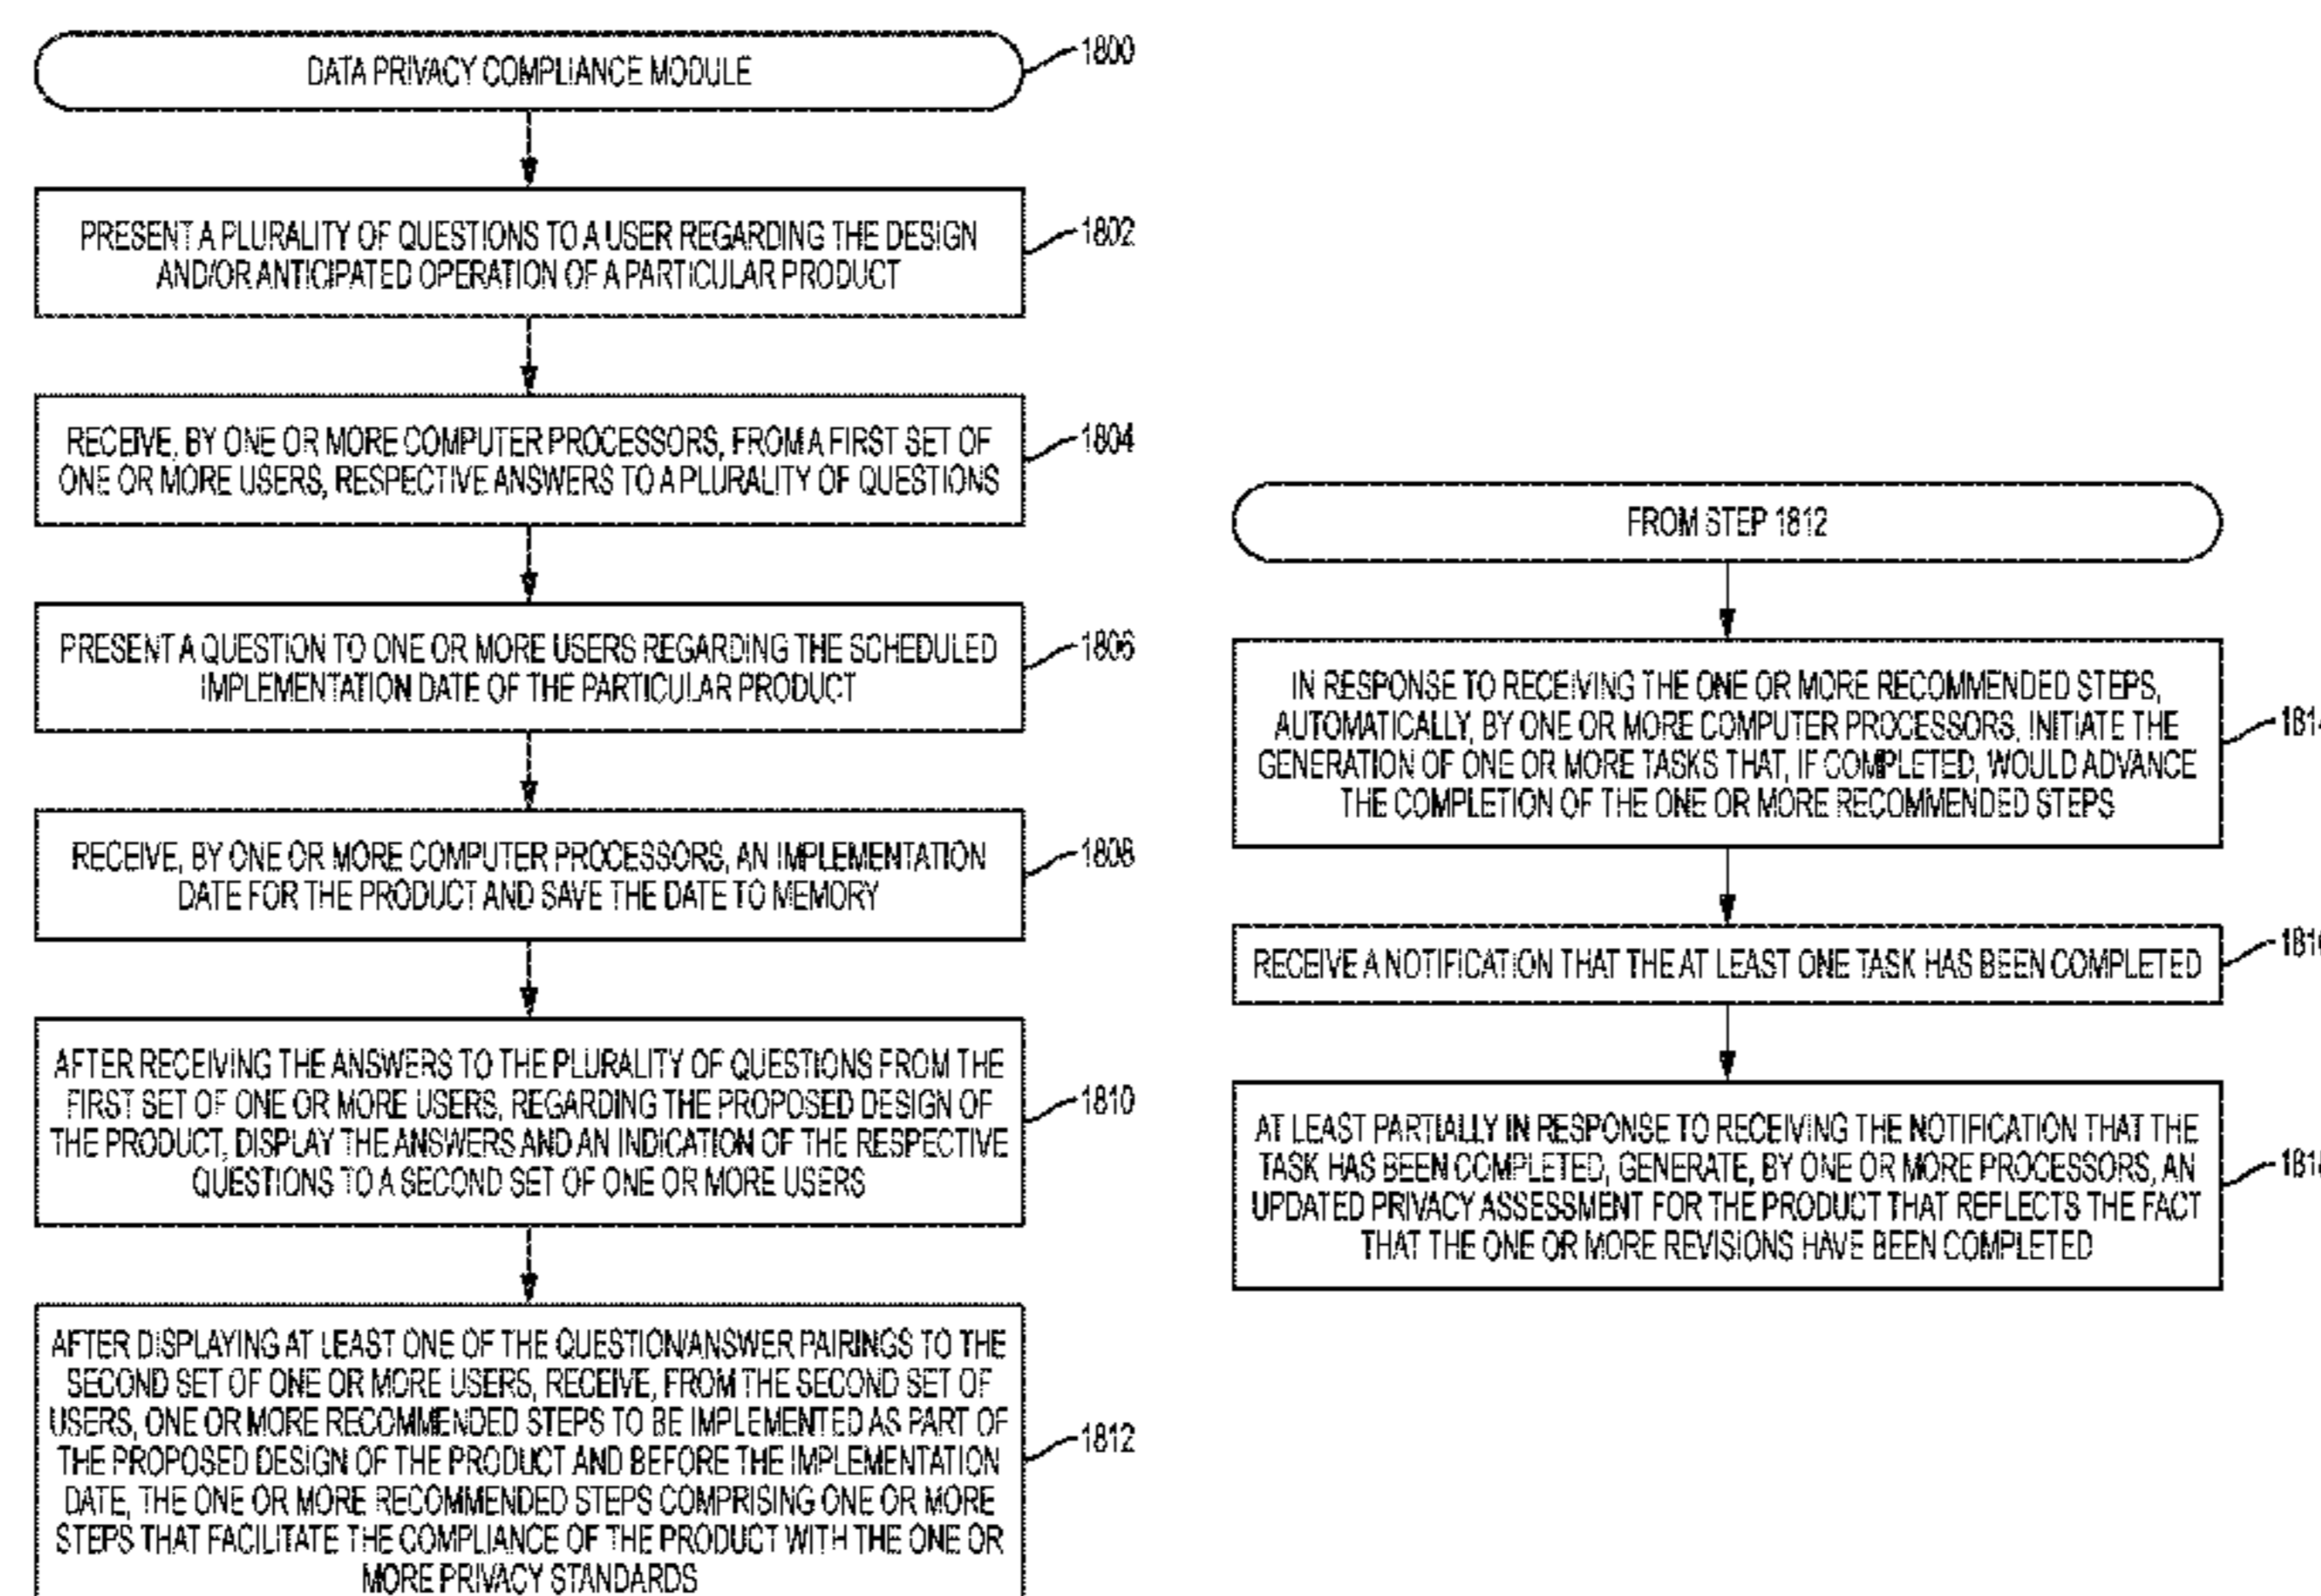 DATA PRIVACY COMPLIANCE MODULE
1800
PRESENT A PLURALITY OF QUESTIONS TO A USER REGARDING THE DESIGN
AND/OR ANTICIPATED OPERATION OF A PARTICULAR PRODUCT
1802
RECEIVE, BY ONE OR MORE COMPUTER PROCESSORS, FROM A FIRST SET OF
ONE OR MORE USERS, RESPECTIVE ANSWERS TO A PLURALITY OF QUESTIONS
1804
PRESENT A QUESTION TO ONE OR MORE USERS REGARDING THE SCHEDULED
IMPLEMENTATION DATE OF THE PARTICULAR PRODUCT
1806
RECEIVE, BY ONE OR MORE COMPUTER PROCESSORS, AN IMPLEMENTATION
DATE FOR THE PRODUCT AND SAVE THE DATE TO MEMORY
1808
AFTER RECEIVING THE ANSWERS TO THE PLURALITY OF QUESTIONS FROM THE
FIRST SET OF ONE OR MORE USERS, REGARDING THE PROPOSED DESIGN OF
THE PRODUCT, DISPLAY THE ANSWERS AND AN INDICATION OF THE RESPECTIVE
QUESTIONS TO A SECOND SET OF ONE OR MORE USERS
1810
AFTER DISPLAYING AT LEAST ONE OF THE QUESTION/ANSWER PAIRINGS TO THE
SECOND SET OF ONE OR MORE USERS, RECEIVE, FROM THE SECOND SET OF
USERS, ONE OR MORE RECOMMENDED STEPS TO BE IMPLEMENTED AS PART OF
THE PROPOSED DESIGN OF THE PRODUCT AND BEFORE THE IMPLEMENTATION
DATE, THE ONE OR MORE RECOMMENDED STEPS COMPRISING ONE OR MORE
STEPS THAT FACILITATE THE COMPLIANCE OF THE PRODUCT WITH THE ONE OR
MORE PRIVACY STANDARDS
1812
FROM STEP 1812
IN RESPONSE TO RECEIVING THE ONE OR MORE RECOMMENDED STEPS,
AUTOMATICALLY, BY ONE OR MORE COMPUTER PROCESSORS, INITIATE THE
GENERATION OF ONE OR MORE TASKS THAT, IF COMPLETED, WOULD ADVANCE
THE COMPLETION OF THE ONE OR MORE RECOMMENDED STEPS
RECEIVE A NOTIFICATION THAT THE AT LEAST ONE TASK HAS BEEN COMPLETED
AT LEAST PARTIALLY IN RESPONSE TO RECEIVING THE NOTIFICATION THAT THE
TASK HAS BEEN COMPLETED, GENERATE, BY ONE OR MORE PROCESSORS, AN
UPDATED PRIVACY ASSESSMENT FOR THE PRODUCT THAT REFLECTS THE FACT
THAT THE ONE OR MORE REVISIONS HAVE BEEN COMPLETED